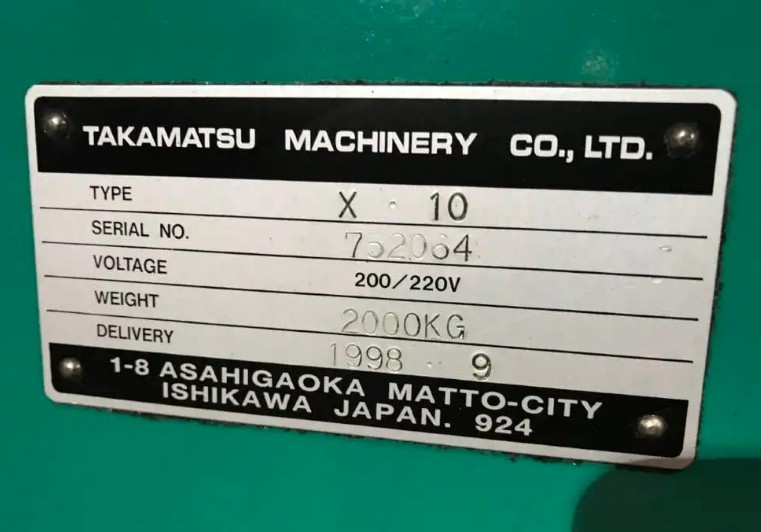 TAKAMATSU MACHINERY CO., LTD.
TYPE X · 10
SERIAL NO. 752064
VOLTAGE 200/220V
WEIGHT 2000KG
DELIVERY 1998 · 9
1-8 ASAHIGAOKA MATTO-CITY
ISHIKAWA JAPAN. 924